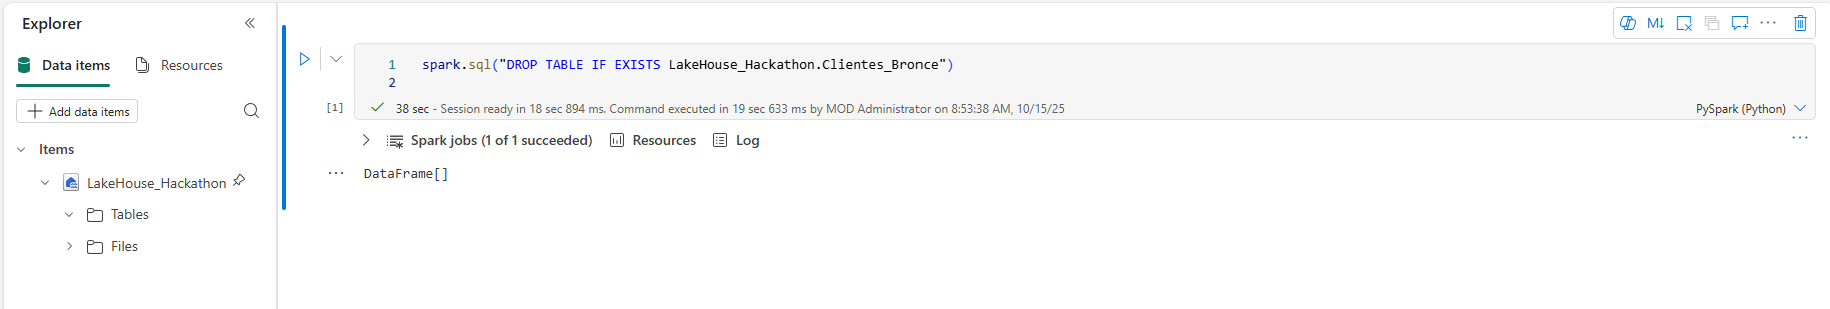 Explorer
Data items
Resources
Add data items
Items
LakeHouse_Hackathon
Tables
Files
M↓
1 spark.sql("DROP TABLE IF EXISTS LakeHouse_Hackathon.Clientes_Bronce")
2
[1]
38 sec - Session ready in 18 sec 894 ms. Command executed in 19 sec 633 ms by MOD Administrator on 8:53:38 AM, 10/15/25
PySpark (Python)
Spark jobs (1 of 1 succeeded)
Resources
Log
DataFrame[]